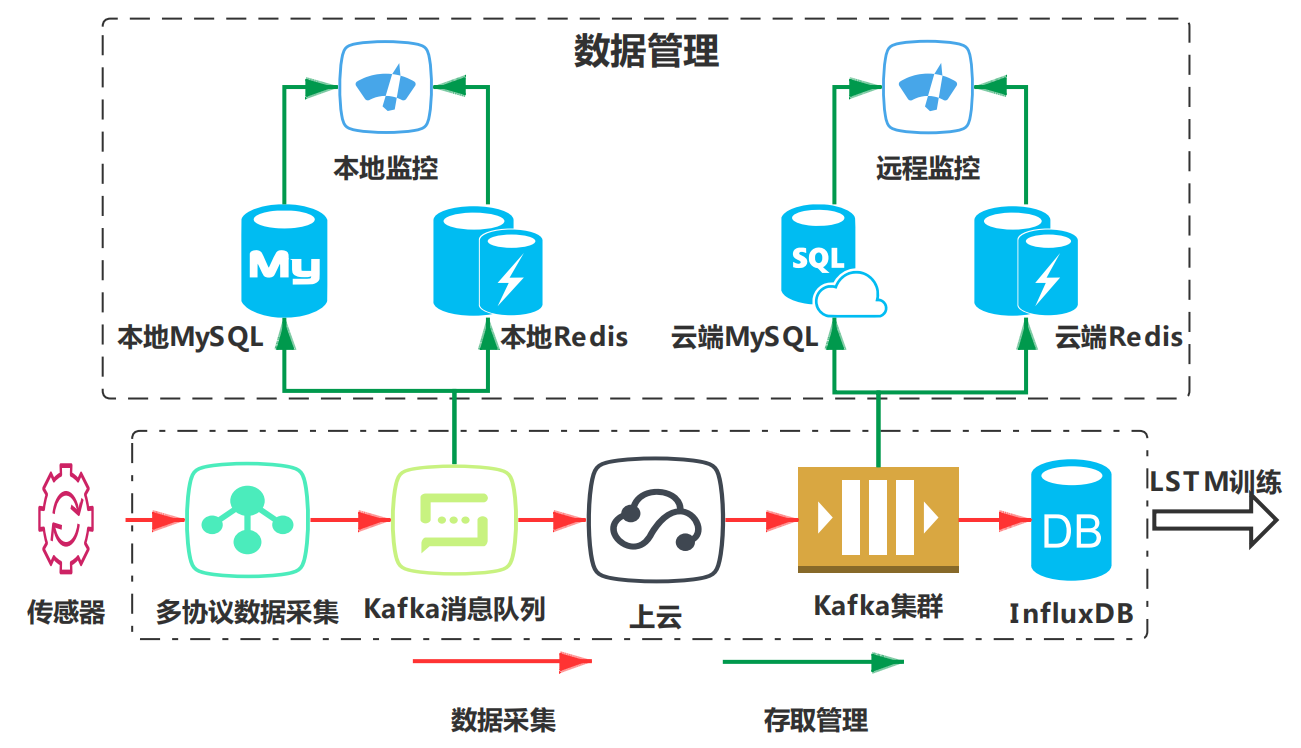 数据管理
本地监控
远程监控
My
SQL
本地MySQL
本地Redis
云端MySQL
云端Redis
LSTM训练
DB
传感器
多协议数据采集
Kafka消息队列
上云
Kafka集群
InfluxDB
数据采集
存取管理